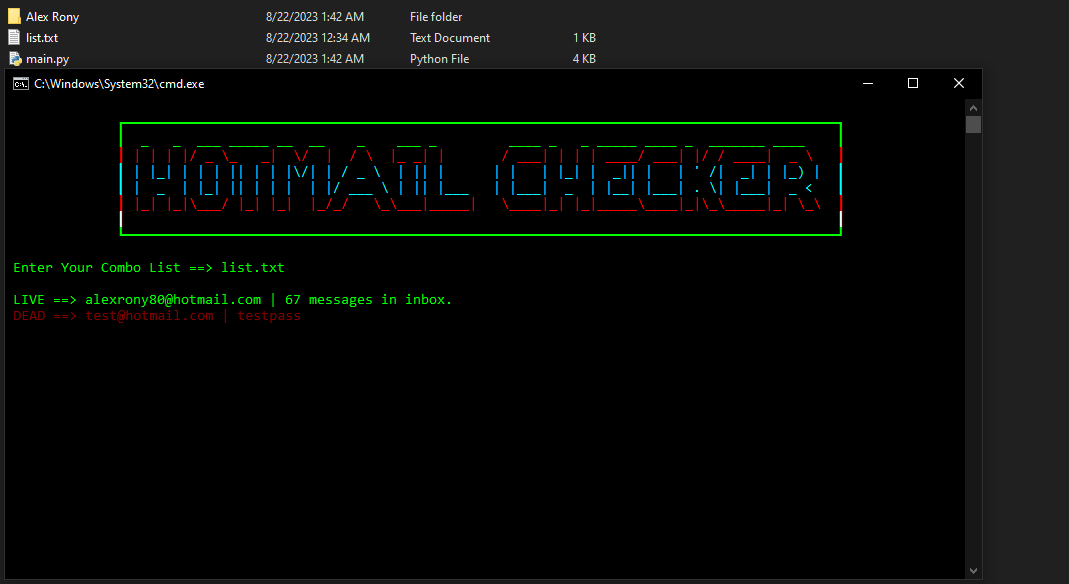 Alex Rony 8/22/2023 1:42 AM File folder
list.txt 8/22/2023 12:34 AM Text Document 1 KB
main.py 8/22/2023 1:42 AM Python File 4 KB
C:\Windows\System32\cmd.exe
HOTMAIL CHECKER
Enter Your Combo List ==> list.txt
LIVE ==> alexrony80@hotmail.com | 67 messages in inbox.
DEAD ==> test@hotmail.com | testpass